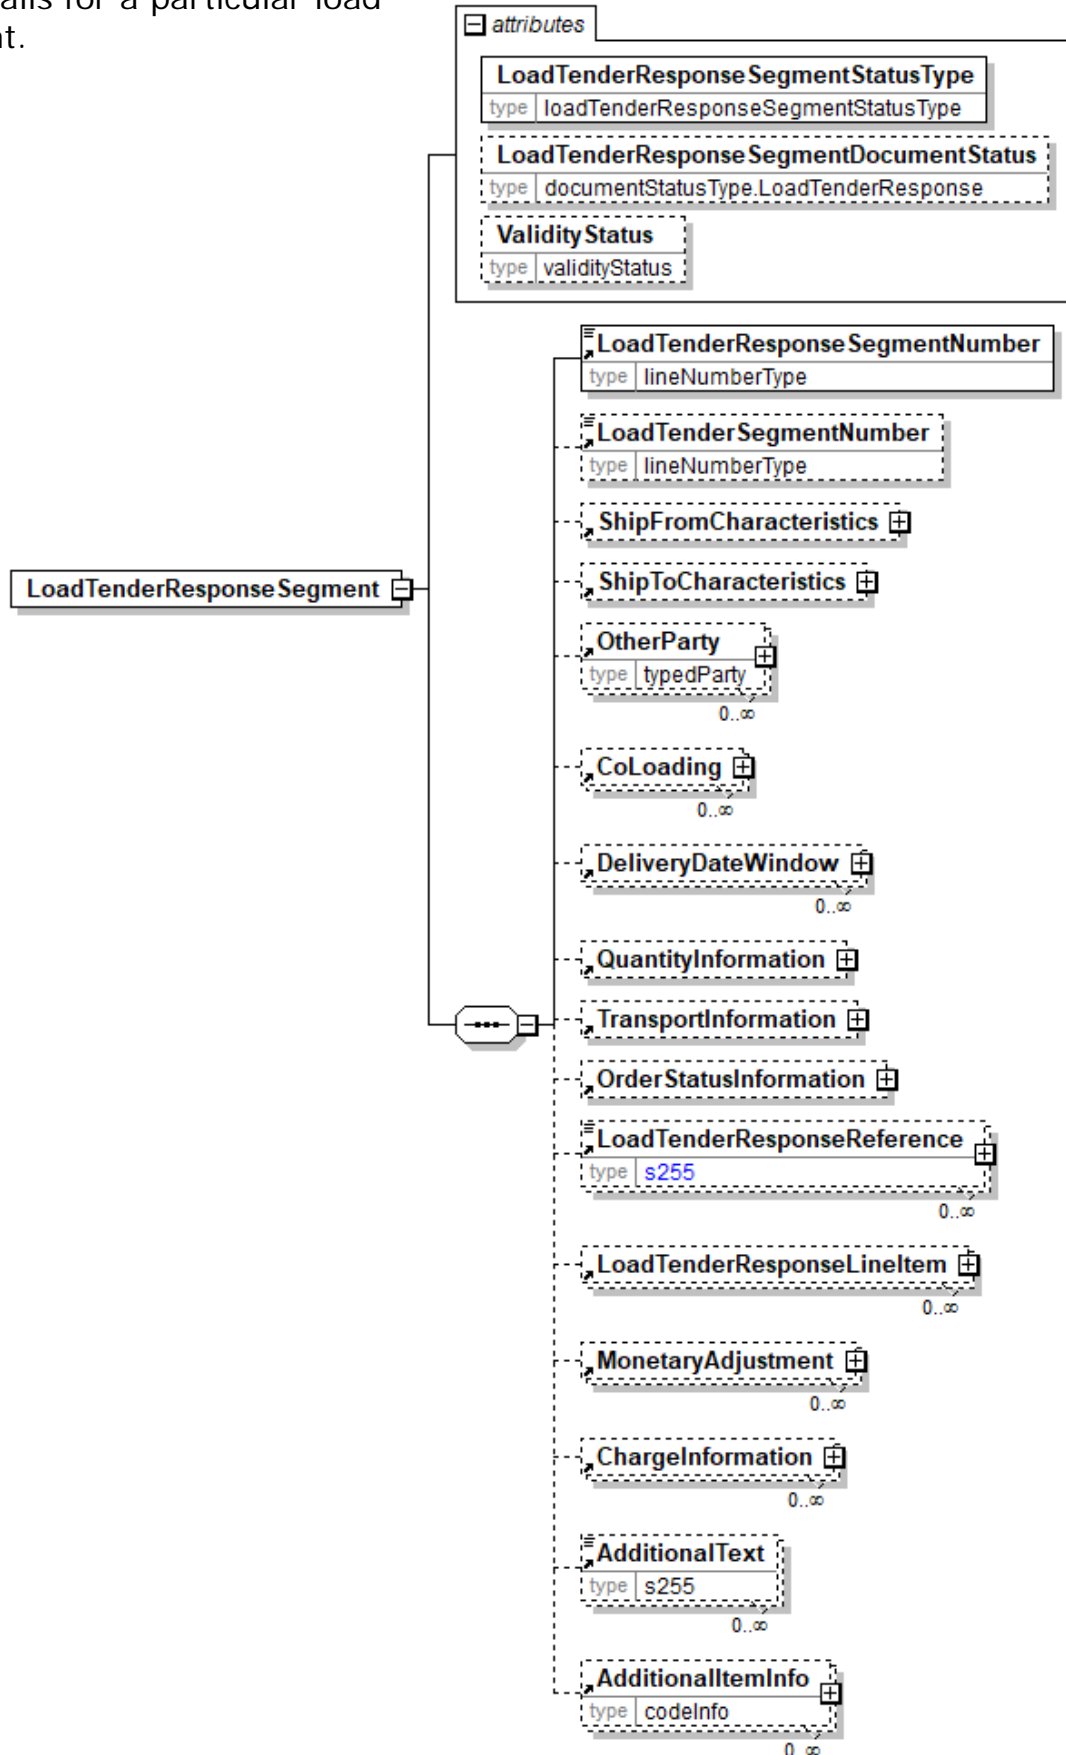 for a particular load
attributes
LoadTenderResponseSegmentStatusType
type loadTenderResponseSegmentStatusType
LoadTenderResponseSegmentDocumentStatus
type documentStatusType.LoadTenderResponse
ValidityStatus
type validityStatus
LoadTenderResponseSegmentNumber
type lineNumberType
LoadTenderSegmentNumber
type lineNumberType
ShipFromCharacteristics
LoadTenderResponseSegment
ShipToCharacteristics
OtherParty
type typedParty
0..∞
CoLoading
0..∞
DeliveryDateWindow
0..∞
QuantityInformation
TransportInformation
OrderStatusInformation
LoadTenderResponseReference
type s255
0..∞
LoadTenderResponseLineItem
0..∞
MonetaryAdjustment
0..∞
ChargeInformation
0..∞
AdditionalText
type s255
0..∞
AdditionalItemInfo
type codeInfo
0..∞